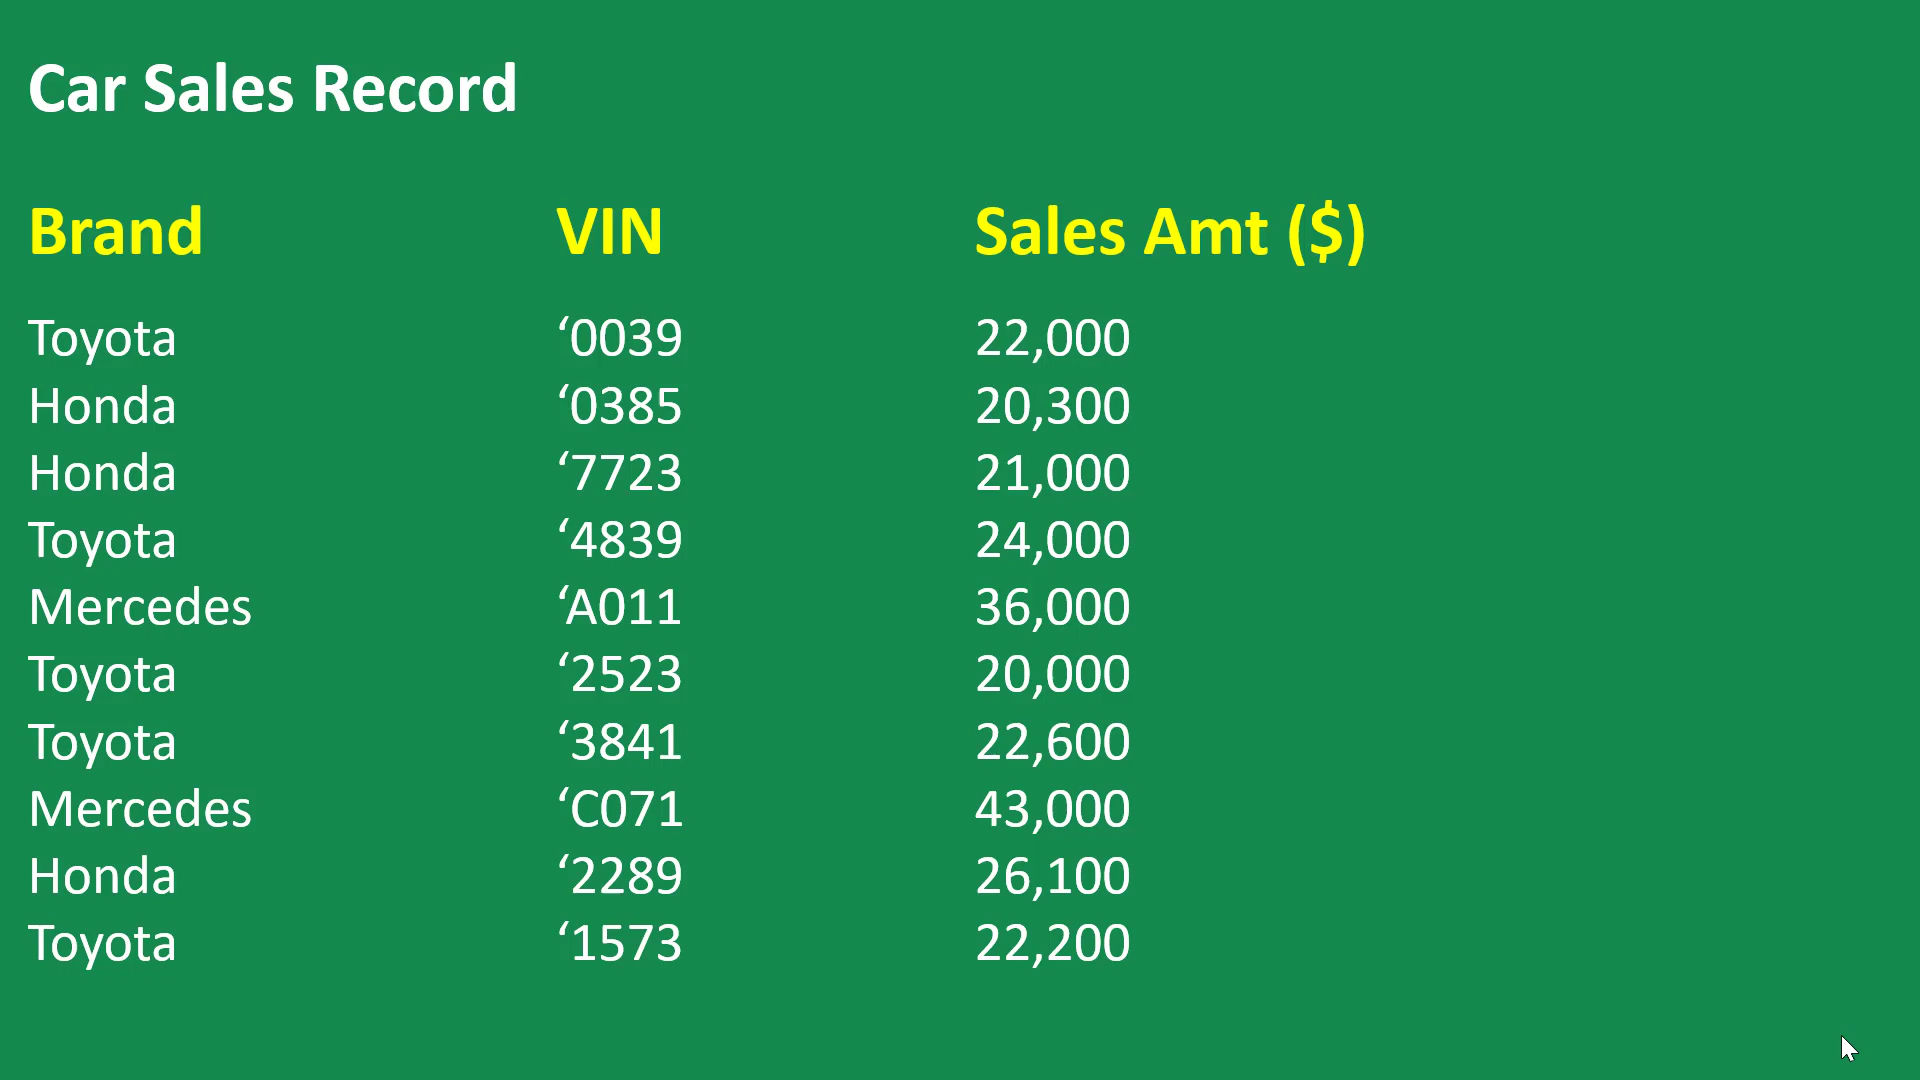 Car Sales Record
Brand VIN Sales Amt ($)
Toyota ‘0039 22,000
Honda ‘0385 20,300
Honda ‘7723 21,000
Toyota ‘4839 24,000
Mercedes ‘A011 36,000
Toyota ‘2523 20,000
Toyota ‘3841 22,600
Mercedes ‘C071 43,000
Honda ‘2289 26,100
Toyota ‘1573 22,200